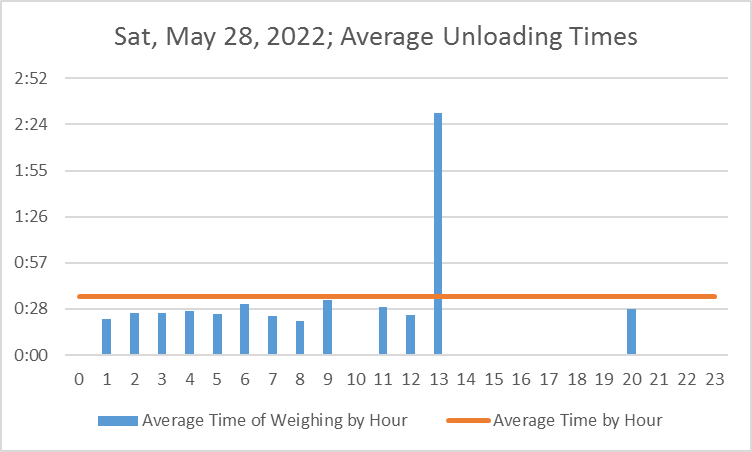 Sat, May 28, 2022; Average Unloading Times
2:52
2:24
1:55
1:26
0:57
0:28
0:00
0 1 2 3 4 5 6 7 8 9 10 11 12 13 14 15 16 17 18 19 20 21 22 23
Average Time of Weighing by Hour Average Time by Hour